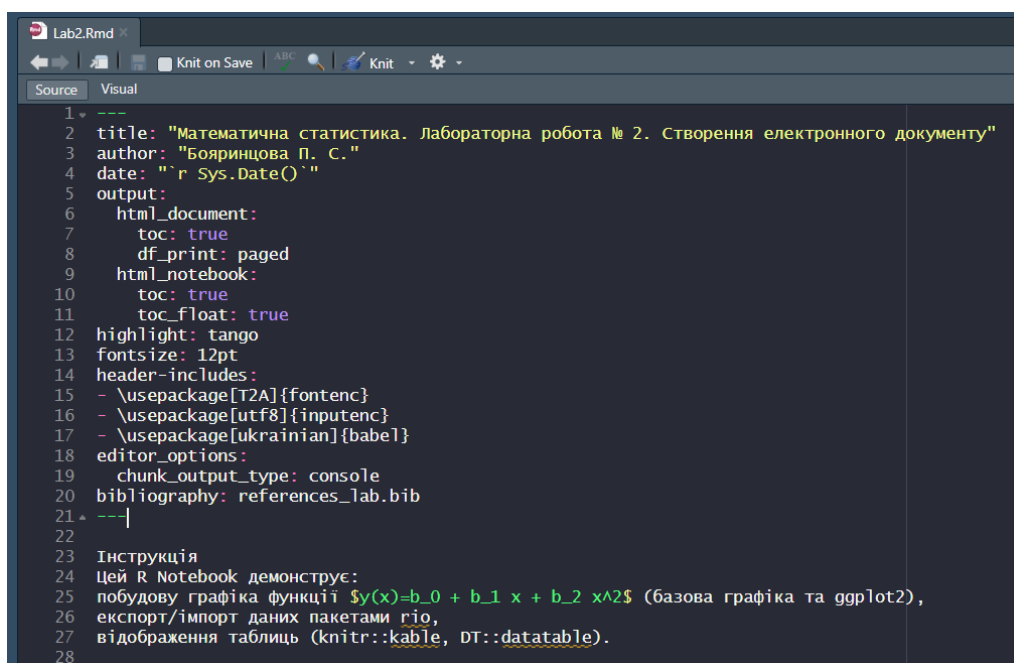 Lab2.Rmd ×
Knit on Save ABC Knit
Source Visual
1 ---
2 title: "Математична статистика. Лабораторна робота № 2. Створення електронного документу"
3 author: "Бояринцова П. С."
4 date: "`r Sys.Date()`"
5 output:
6   html_document:
7     toc: true
8     df_print: paged
9   html_notebook:
10     toc: true
11     toc_float: true
12 highlight: tango
13 fontsize: 12pt
14 header-includes:
15 - \usepackage[T2A]{fontenc}
16 - \usepackage[utf8]{inputenc}
17 - \usepackage[ukrainian]{babel}
18 editor_options:
19   chunk_output_type: console
20 bibliography: references_lab.bib
21 ---
22
23 Інструкція
24 Цей R Notebook демонструє:
25 побудову графіка функції $y(x)=b_0 + b_1 x + b_2 x^2$ (базова графіка та ggplot2),
26 експорт/імпорт даних пакетами rio,
27 відображення таблиць (knitr::kable, DT::datatable).
28